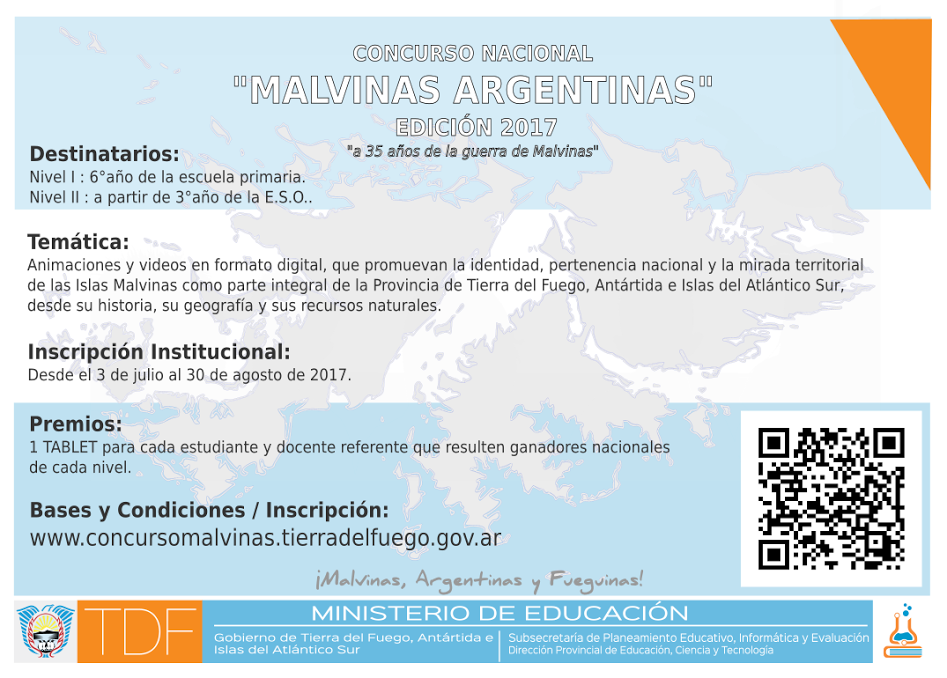 CONCURSO NACIONAL
"MALVINAS ARGENTINAS"
EDICIÓN 2017
"a 35 años de la guerra de Malvinas"
Destinatarios:
Nivel I : 6°año de la escuela primaria.
Nivel II : a partir de 3°año de la E.S.O..
Temática:
Animaciones y videos en formato digital, que promuevan la identidad, pertenencia nacional y la mirada territorial
de las Islas Malvinas como parte integral de la Provincia de Tierra del Fuego, Antártida e Islas del Atlántico Sur,
desde su historia, su geografía y sus recursos naturales.
Inscripción Institucional:
Desde el 3 de julio al 30 de agosto de 2017.
Premios:
1 TABLET para cada estudiante y docente referente que resulten ganadores nacionales
de cada nivel.
Bases y Condiciones / Inscripción:
www.concursomalvinas.tierradelfuego.gov.ar
¡Malvinas, Argentinas y Fueguinas!
TDF
MINISTERIO DE EDUCACIÓN
Gobierno de Tierra del Fuego, Antártida e
Islas del Atlántico Sur
Subsecretaría de Planeamiento Educativo, Informática y Evaluación
Dirección Provincial de Educación, Ciencia y Tecnología